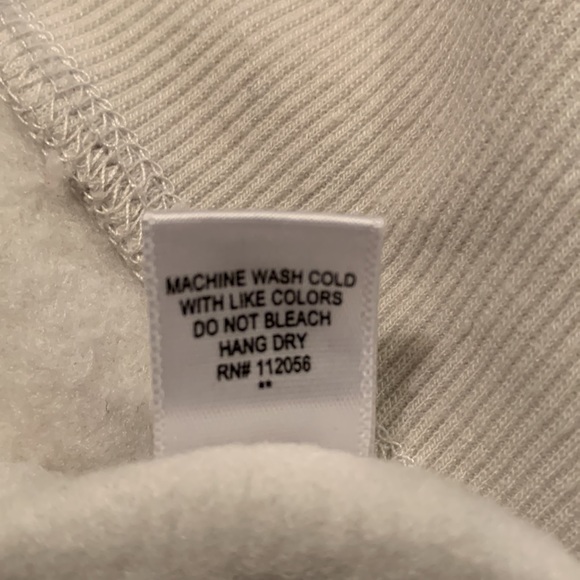 MACHINE WASH COLD
WITH LIKE COLORS
DO NOT BLEACH
HANG DRY
RN# 112056
**